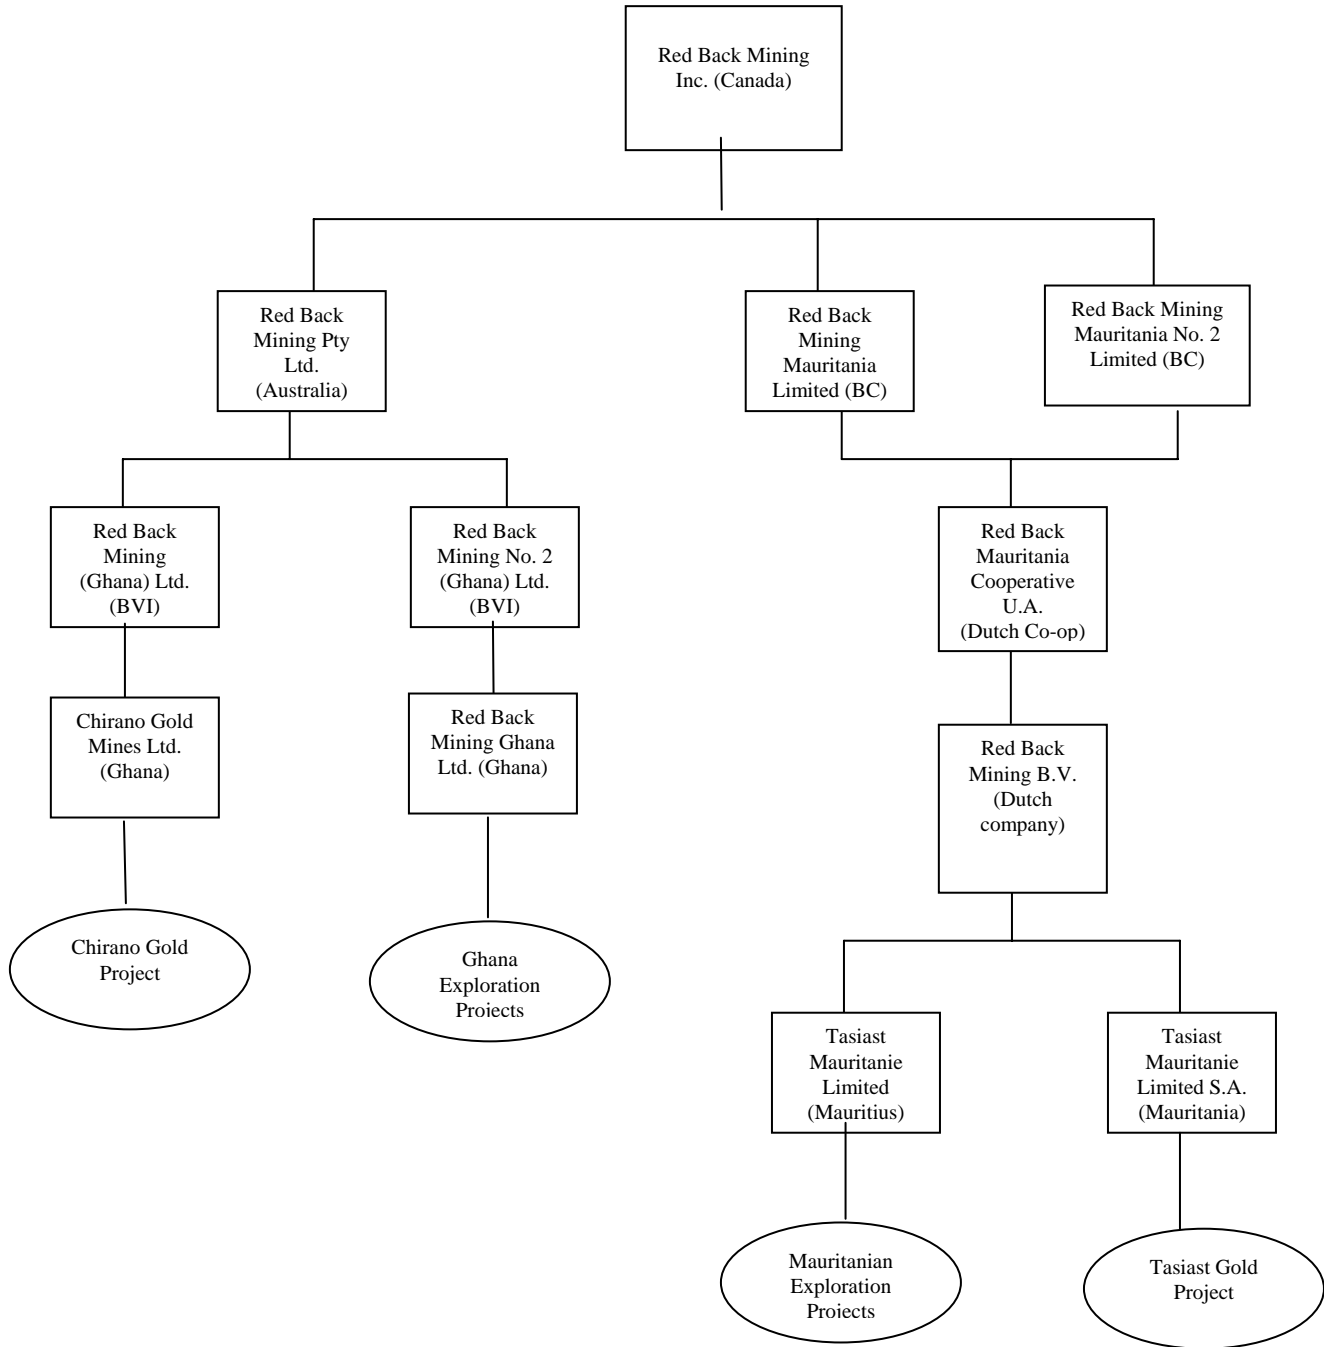 Red Back Mining
Inc. (Canada)
Red Back
Mining Pty
Ltd.
(Australia)
Red Back
Mining
Mauritania
Limited (BC)
Red Back Mining
Mauritania No. 2
Limited (BC)
Red Back
Mining
(Ghana) Ltd.
(BVI)
Red Back
Mining No. 2
(Ghana) Ltd.
(BVI)
Red Back
Mauritania
Cooperative
U.A.
(Dutch Co-op)
Chirano Gold
Mines Ltd.
(Ghana)
Red Back
Mining Ghana
Ltd. (Ghana)
Red Back
Mining B.V.
(Dutch
company)
Chirano Gold
Project
Ghana
Exploration
Projects
Tasiast
Mauritanie
Limited
(Mauritius)
Tasiast
Mauritanie
Limited S.A.
(Mauritania)
Mauritanian
Exploration
Projects
Tasiast Gold
Project